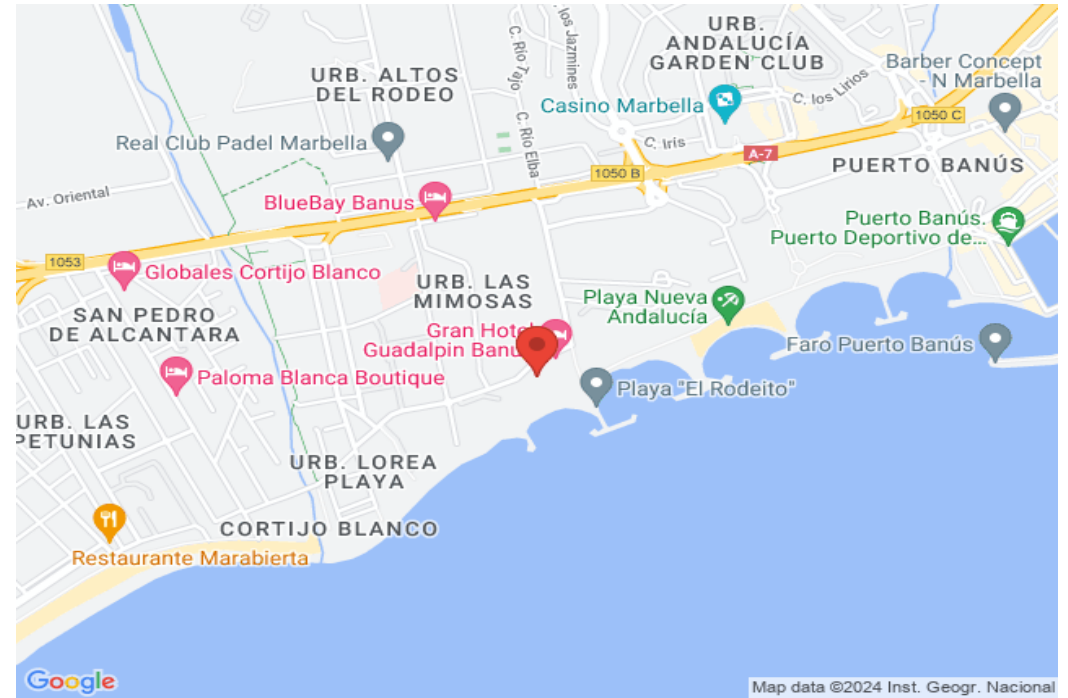 URB.
ANDALUCÍA
GARDEN CLUB
Barber Concept
- N Marbella
C. Río Tajo
C. los Jazmines
URB. ALTOS
DEL RODEO
Casino Marbella
C. los Lirios
1050 C
Real Club Padel Marbella
C. Río Elba
C. Iris
A-7
PUERTO BANÚS
1050 B
Av. Oriental
BlueBay Banus
Puerto Banús.
Puerto Deportivo de...
1053
Globales Cortijo Blanco
URB. LAS
MIMOSAS
Playa Nueva
Andalucía
SAN PEDRO
DE ALCANTARA
Gran Hotel
Guadalpin Banus
Faro Puerto Banús
Paloma Blanca Boutique
Playa "El Rodeito"
URB. LAS
PETUNIAS
URB. LOREA
PLAYA
CORTIJO BLANCO
Restaurante Marabierta
Google
Map data ©2024 Inst. Geogr. Nacional